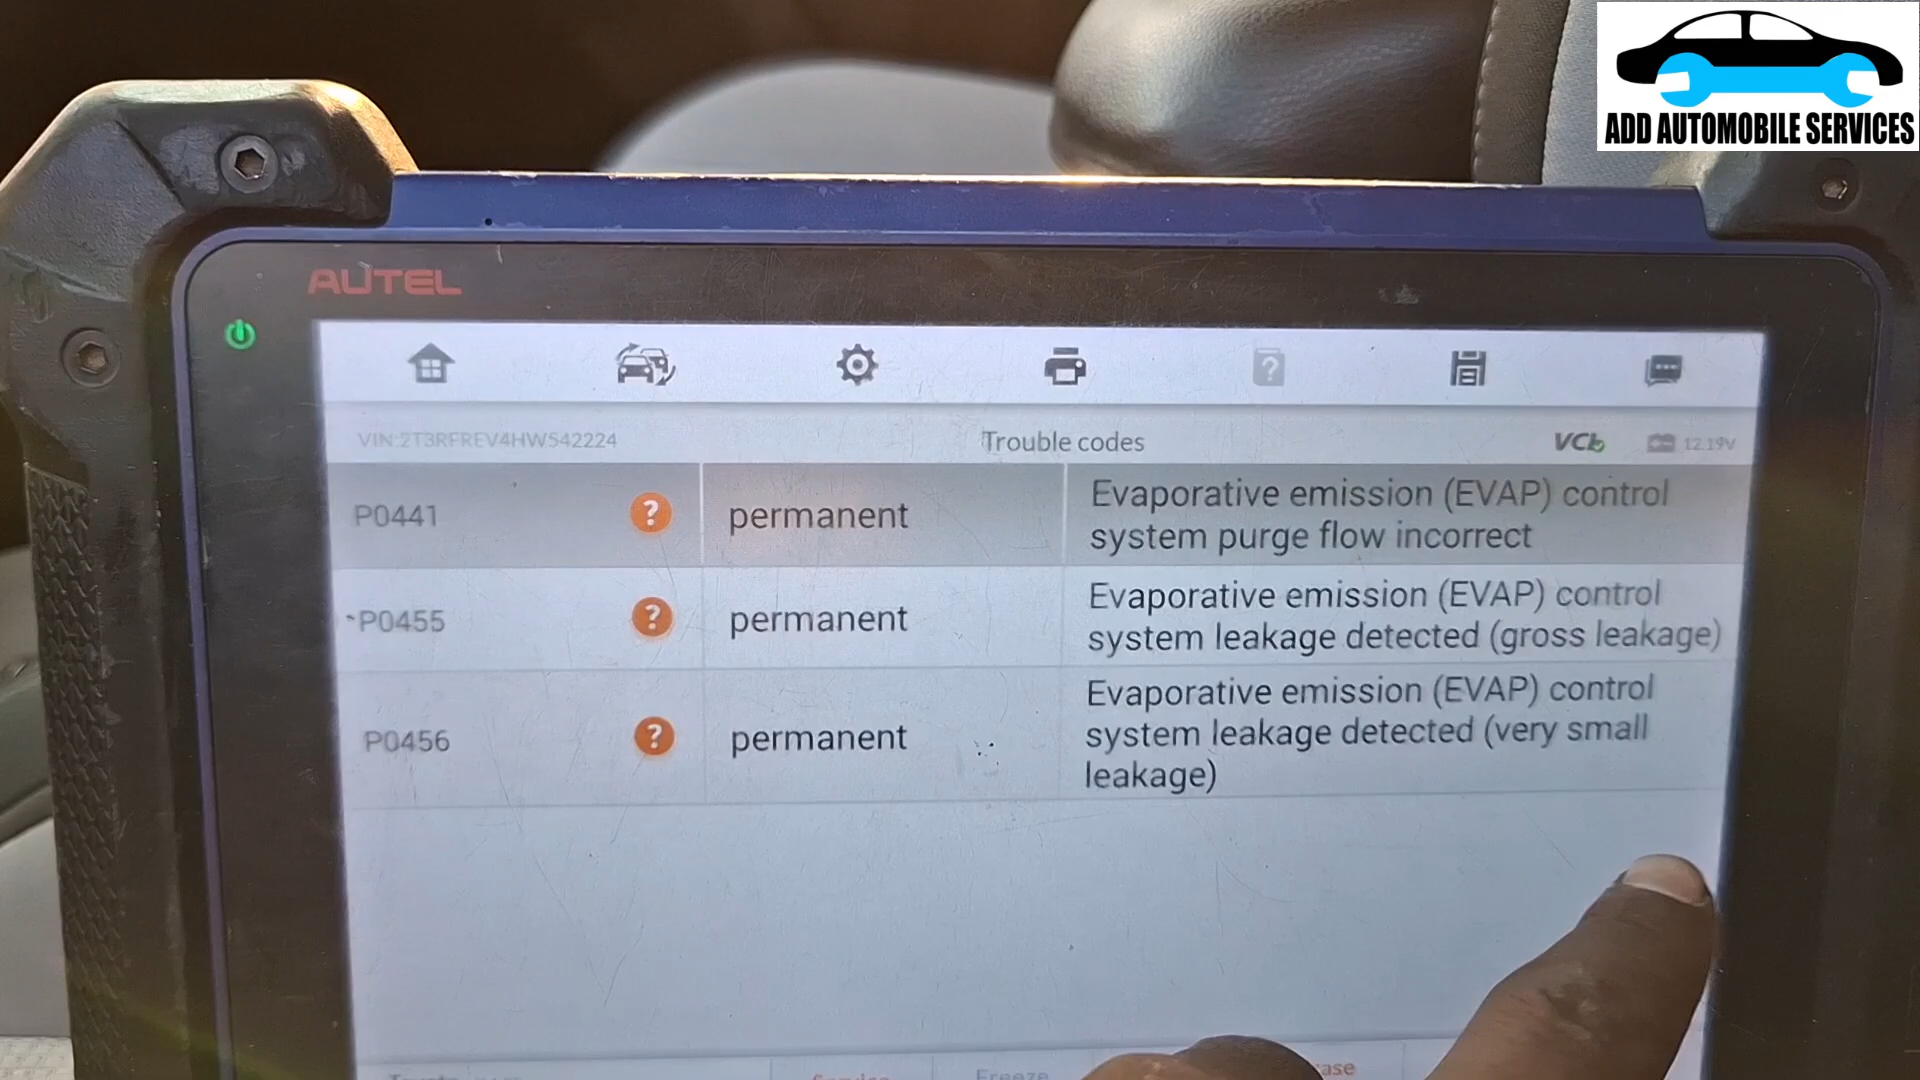 ADD AUTOMOBILE SERVICES
AUTEL
VIN:2T3RFREV4HW542224
Trouble codes
VCI
12.19V
P0441
?
permanent
Evaporative emission (EVAP) control
system purge flow incorrect
P0455
?
permanent
Evaporative emission (EVAP) control
system leakage detected (gross leakage)
P0456
?
permanent
Evaporative emission (EVAP) control
system leakage detected (very small
leakage)
Freeze